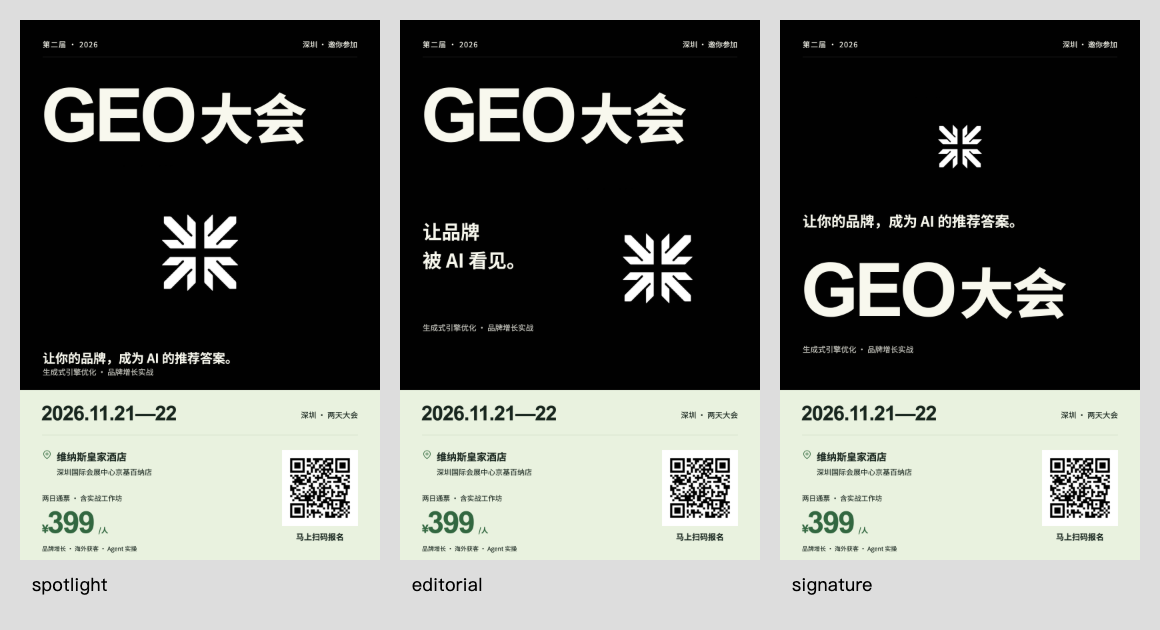 第二届 · 2026
深圳 · 邀你参加
GEO大会
让你的品牌，成为 AI 的推荐答案。
生成式引擎优化 · 品牌增长实战
2026.11.21—22
深圳 · 两天大会
维纳斯皇家酒店
深圳国际会展中心京基百纳店
两日通票 · 含实战工作坊
¥399 /人
马上扫码报名
品牌增长 · 海外获客 · Agent 实操
spotlight
第二届 · 2026
深圳 · 邀你参加
GEO大会
让品牌
被 AI 看见。
生成式引擎优化 · 品牌增长实战
2026.11.21—22
深圳 · 两天大会
维纳斯皇家酒店
深圳国际会展中心京基百纳店
两日通票 · 含实战工作坊
¥399 /人
马上扫码报名
品牌增长 · 海外获客 · Agent 实操
editorial
第二届 · 2026
深圳 · 邀你参加
让你的品牌，成为 AI 的推荐答案。
GEO大会
生成式引擎优化 · 品牌增长实战
2026.11.21—22
深圳 · 两天大会
维纳斯皇家酒店
深圳国际会展中心京基百纳店
两日通票 · 含实战工作坊
¥399 /人
马上扫码报名
品牌增长 · 海外获客 · Agent 实操
signature